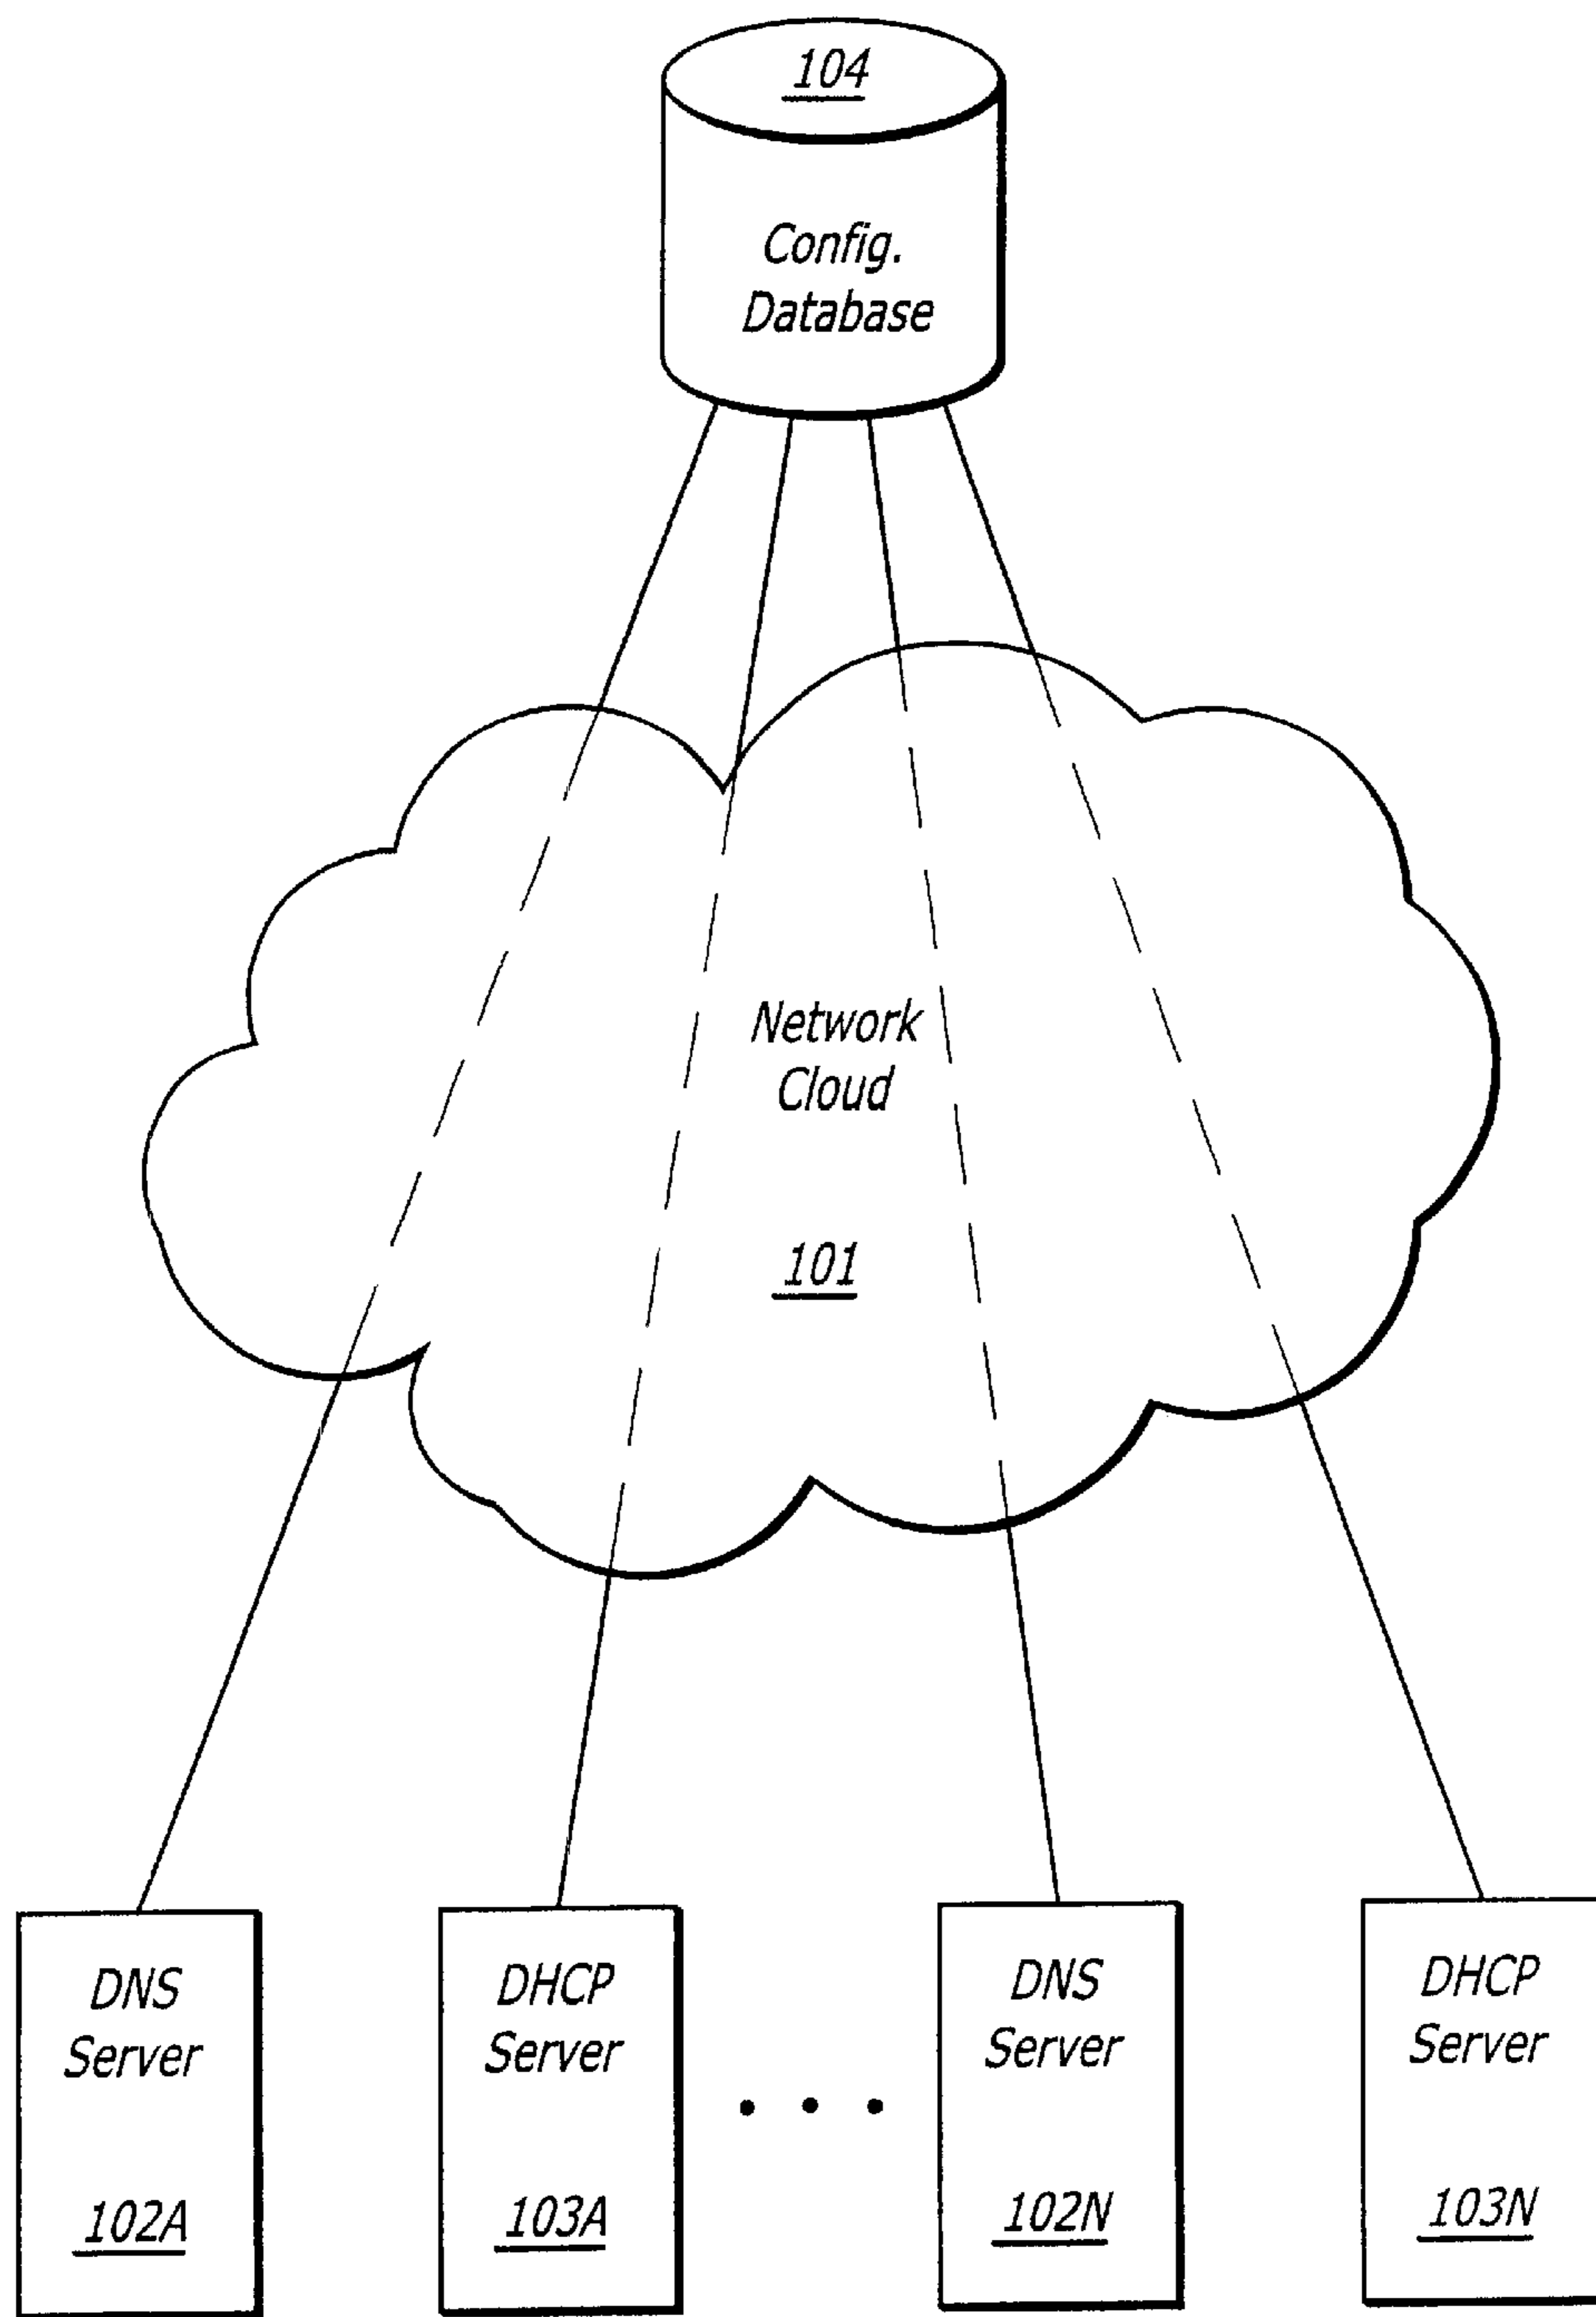 104
Config.
Database
Network
Cloud
101
DNS
Server
102A
DHCP
Server
103A
DNS
Server
102N
DHCP
Server
103N